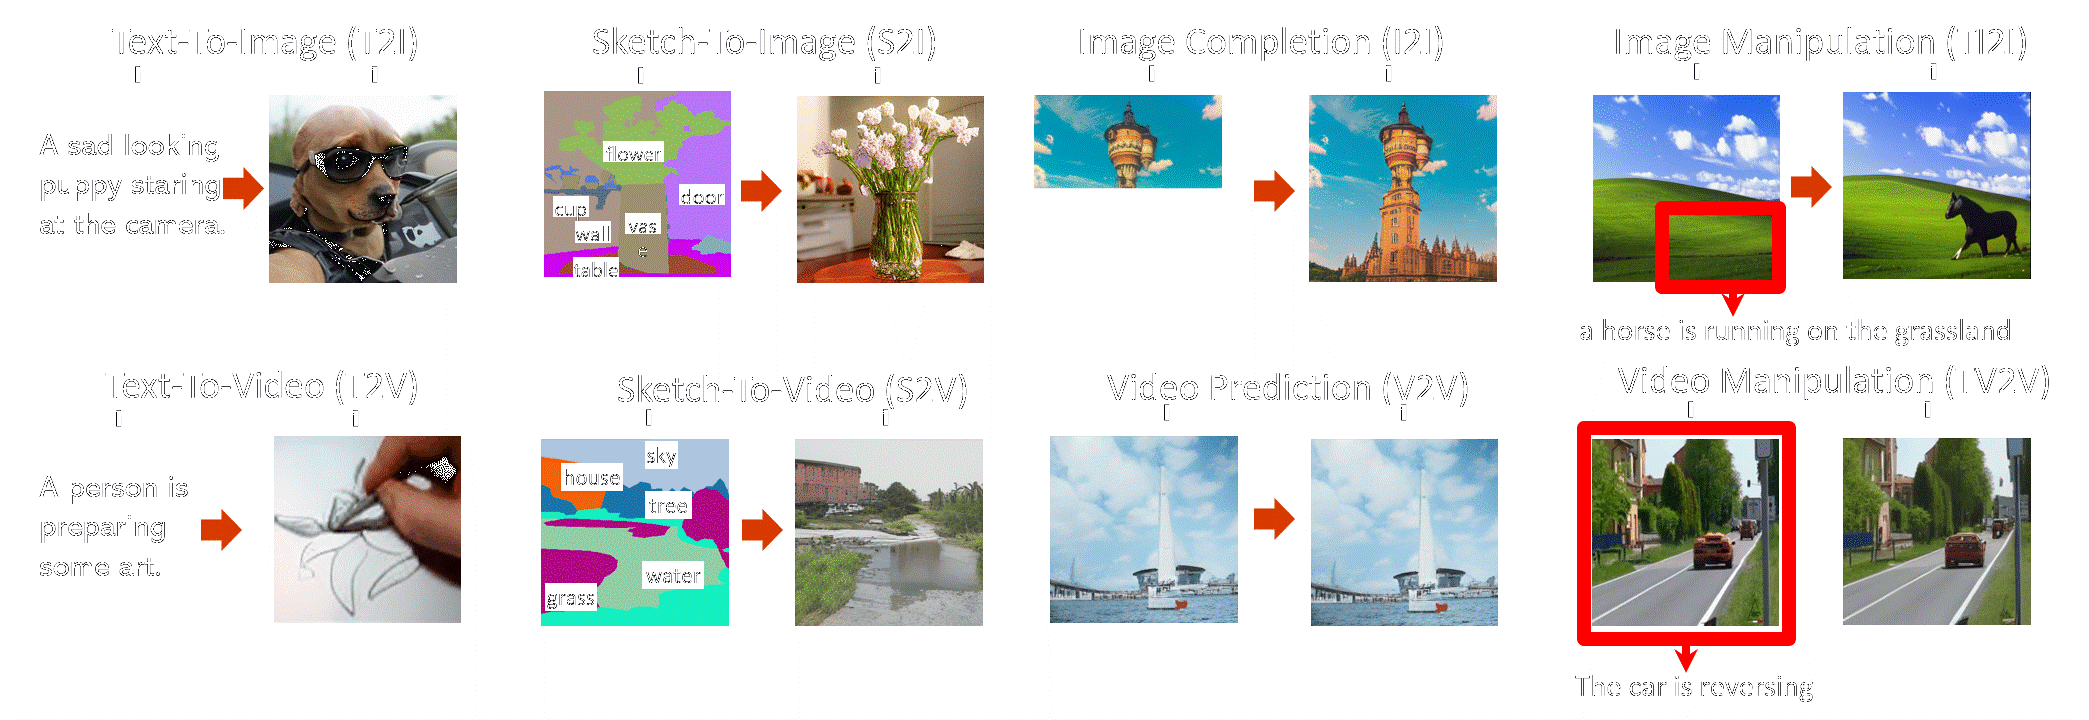 Text-To-Image (T2I)
Sketch-To-Image (S2I)
Image Completion (I2I)
Image Manipulation (TI2I)
A sad looking
puppy staring
at the camera.
flower
door
cup
wall
vas
e
table
a horse is running on the grassland
Text-To-Video (T2V)
Sketch-To-Video (S2V)
Video Prediction (V2V)
Video Manipulation (TV2V)
A person is
preparing
some art.
sky
house
tree
water
grass
The car is reversing